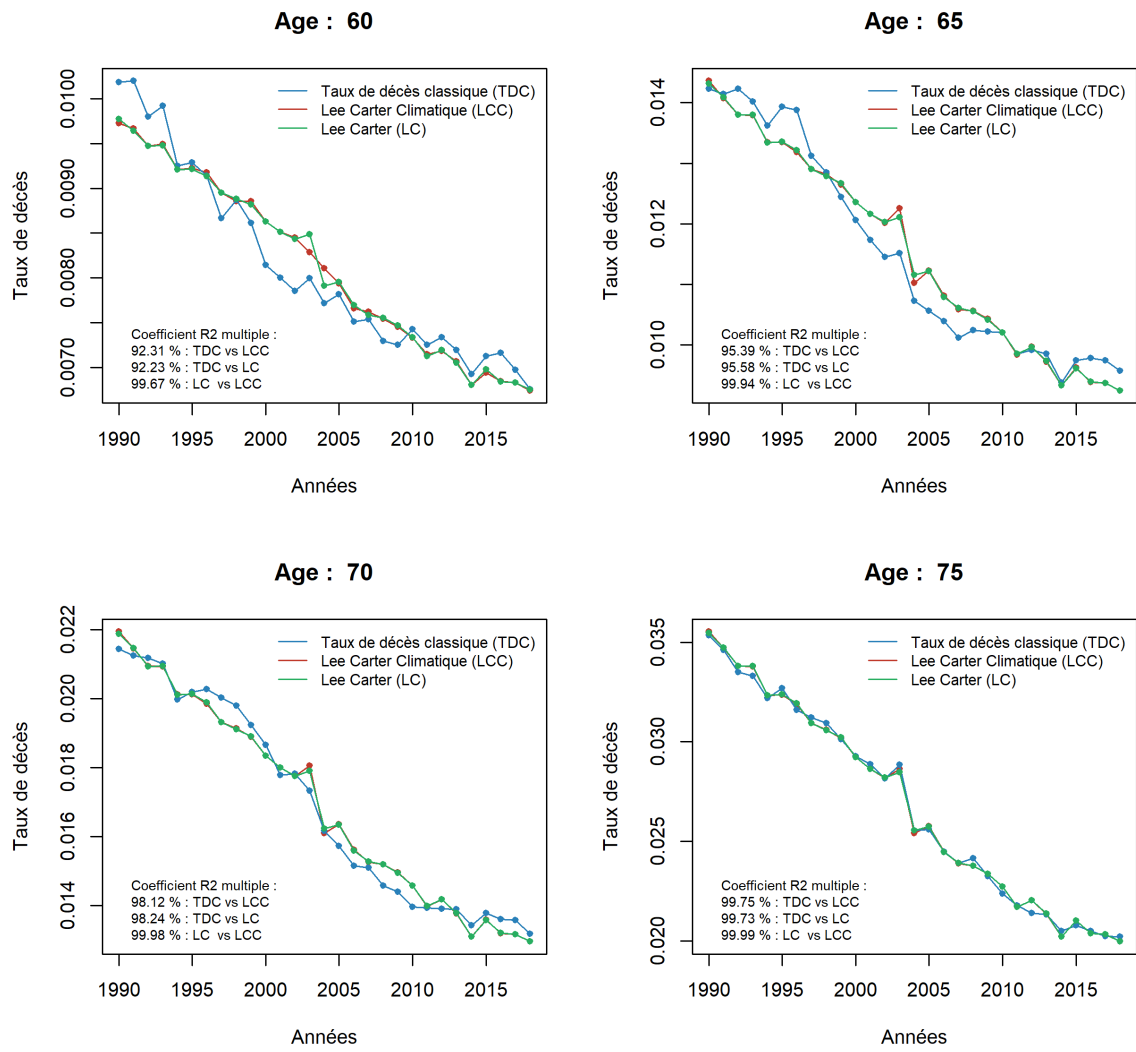 Age :  60
Taux de décès classique (TDC)
Lee Carter Climatique (LCC)
Lee Carter (LC)
Taux de décès
0.0100
0.0090
0.0080
0.0070
Coefficient R2 multiple :
92.31 % : TDC vs LCC
92.23 % : TDC vs LC
99.67 % : LC  vs LCC
1990 1995 2000 2005 2010 2015
Années
Age :  65
Taux de décès classique (TDC)
Lee Carter Climatique (LCC)
Lee Carter (LC)
Taux de décès
0.014
0.012
0.010
Coefficient R2 multiple :
95.39 % : TDC vs LCC
95.58 % : TDC vs LC
99.94 % : LC  vs LCC
1990 1995 2000 2005 2010 2015
Années
Age :  70
Taux de décès classique (TDC)
Lee Carter Climatique (LCC)
Lee Carter (LC)
Taux de décès
0.022
0.020
0.018
0.016
0.014
Coefficient R2 multiple :
98.12 % : TDC vs LCC
98.24 % : TDC vs LC
99.98 % : LC  vs LCC
1990 1995 2000 2005 2010 2015
Années
Age :  75
Taux de décès classique (TDC)
Lee Carter Climatique (LCC)
Lee Carter (LC)
Taux de décès
0.035
0.030
0.025
0.020
Coefficient R2 multiple :
99.75 % : TDC vs LCC
99.73 % : TDC vs LC
99.99 % : LC  vs LCC
1990 1995 2000 2005 2010 2015
Années